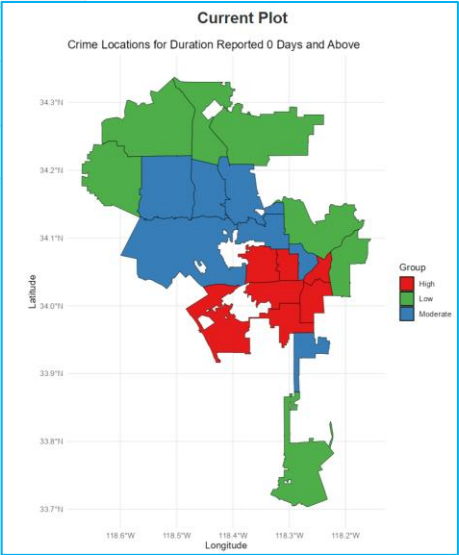 Current Plot
Crime Locations for Duration Reported 0 Days and Above
34.3°N
34.2°N
34.1°N
34.0°N
33.9°N
33.8°N
33.7°N
Latitude
118.6°W 118.5°W 118.4°W 118.3°W 118.2°W
Longitude
Group
High
Low
Moderate